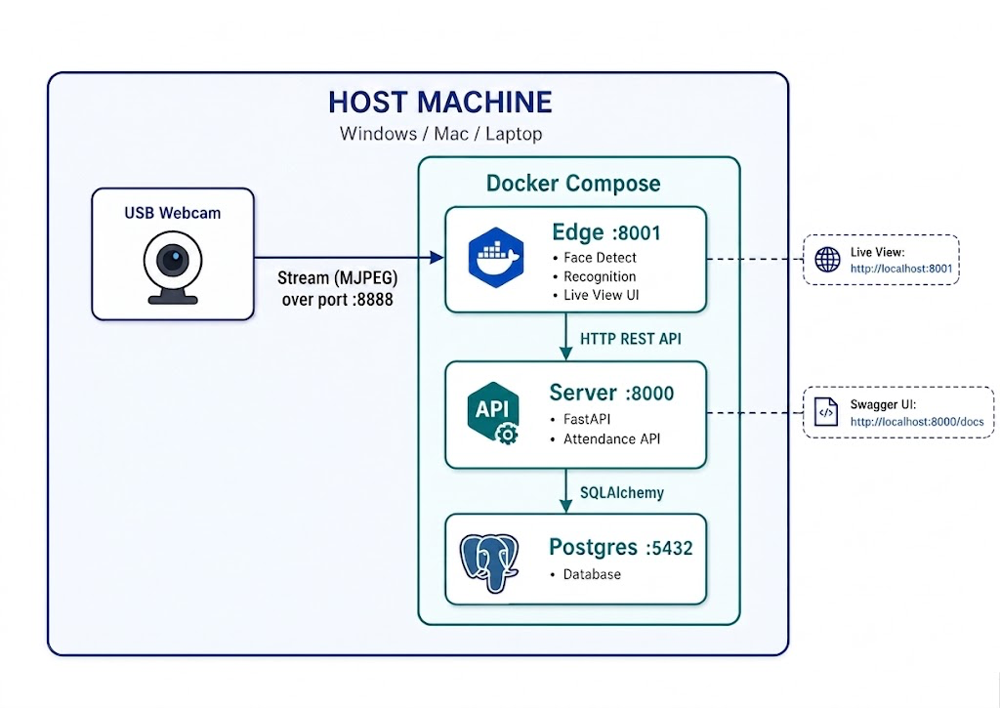 HOST MACHINE
Windows / Mac / Laptop
Docker Compose
USB Webcam
Stream (MJPEG)
over port :8888
Edge :8001
• Face Detect
• Recognition
• Live View UI
Live View:
http://localhost:8001
HTTP REST API
API
Server :8000
• FastAPI
• Attendance API
Swagger UI:
http://localhost:8000/docs
</>
SQLAlchemy
Postgres :5432
• Database